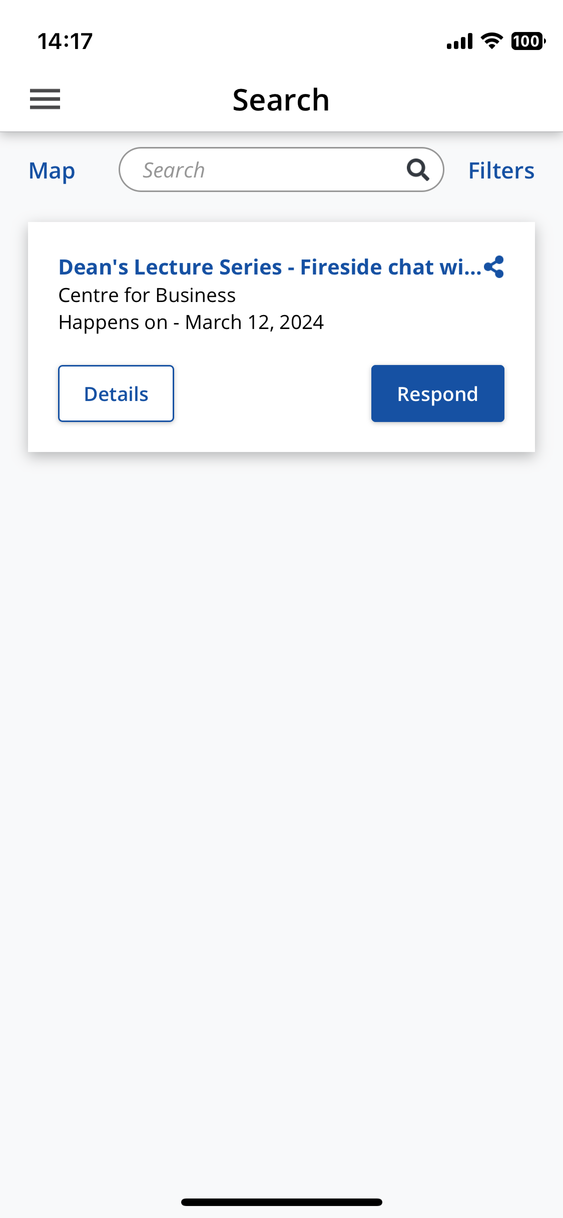 14:17
100
Search
Map
Search
Filters
Dean's Lecture Series - Fireside chat wi...
Centre for Business
Happens on - March 12, 2024
Details
Respond